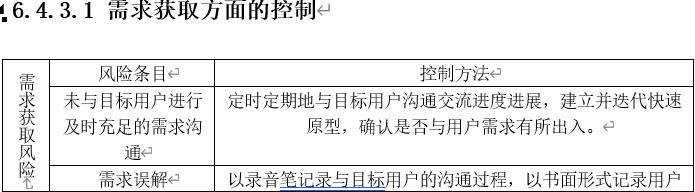 6.4.3.1 需求获取方面的控制
需求获取风险
风险条目
控制方法
未与目标用户进行
及时充足的需求沟
通
定时定期地与目标用户沟通交流进度进展，建立并迭代快速
原型，确认是否与用户需求有所出入。
需求误解
以录音笔记录与目标用户的沟通过程，以书面形式记录用户